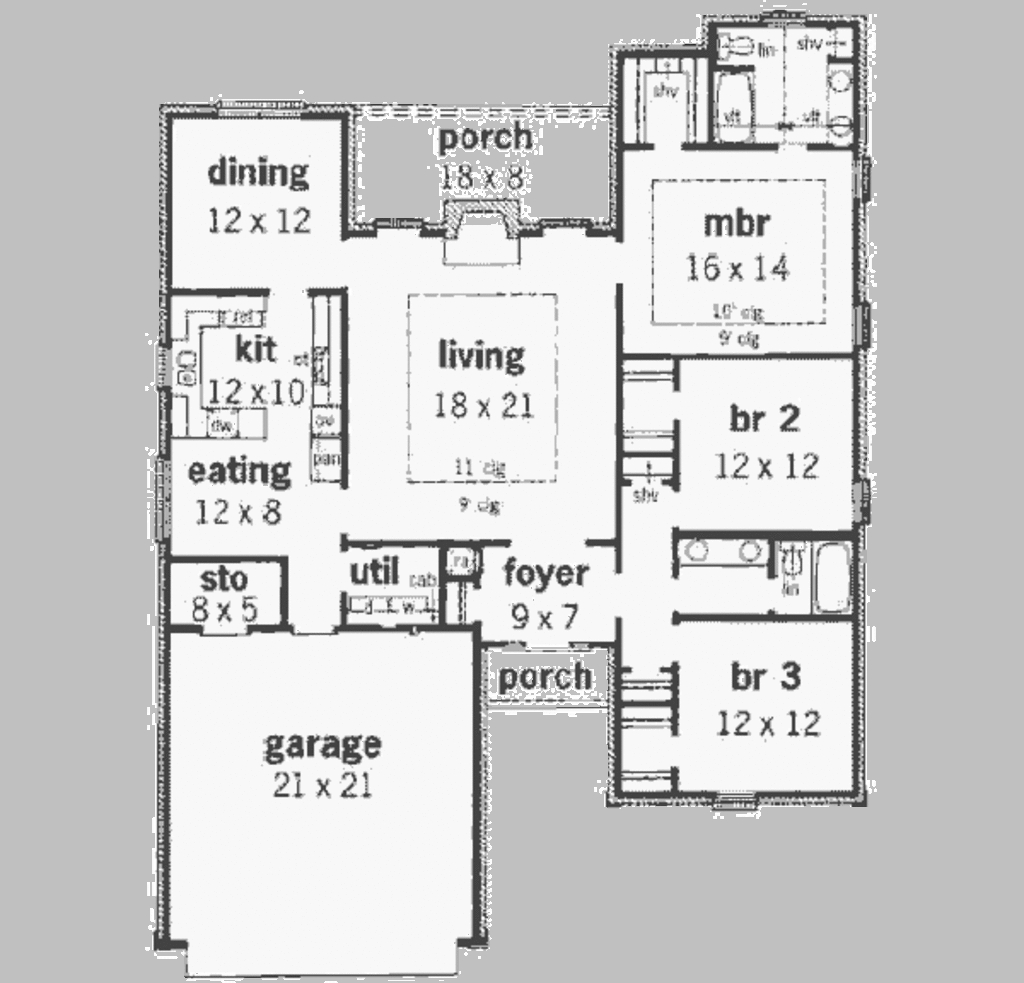 lin
shv
shv
vlt
vlt
porch
18 x 8
dining
12 x 12
mbr
16 x 14
10' clg
9' clg
ref
kit
12 x 10
dw
ov
pan
living
18 x 21
11 clg
9' clg
br 2
12 x 12
shv
eating
12 x 8
sto
8 x 5
util
cab
d
w
ra
foyer
9 x 7
lin
porch
br 3
12 x 12
garage
21 x 21